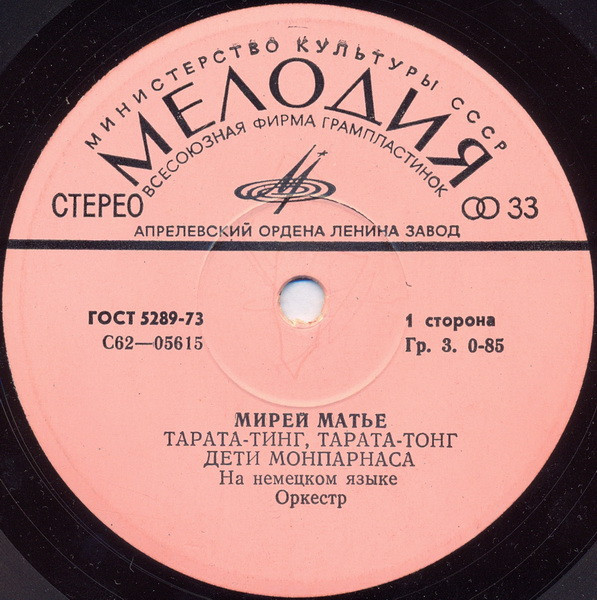 МИНИСТЕРСТВО КУЛЬТУРЫ СССР
МЕЛОДИЯ
ВСЕСОЮЗНАЯ ФИРМА ГРАМПЛАСТИНОК
СТЕРЕО
33
АПРЕЛЕВСКИЙ ОРДЕНА ЛЕНИНА ЗАВОД
ГОСТ 5289-73
1 сторона
С62—05615
Гр. 3. 0-85
МИРЕЙ МАТЬЕ
ТАРАТА-ТИНГ, ТАРАТА-ТОНГ
ДЕТИ МОНПАРНАСА
На немецком языке
Оркестр